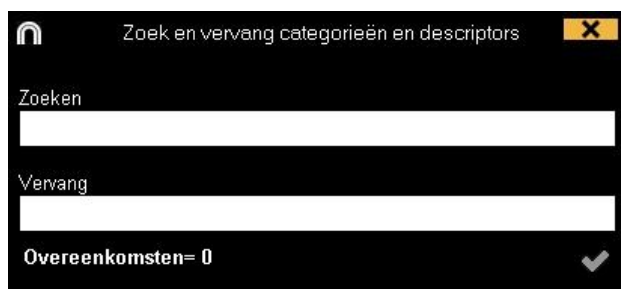 Zoek en vervang categorieën en descriptors
Zoeken
Vervang
Overeenkomsten= 0